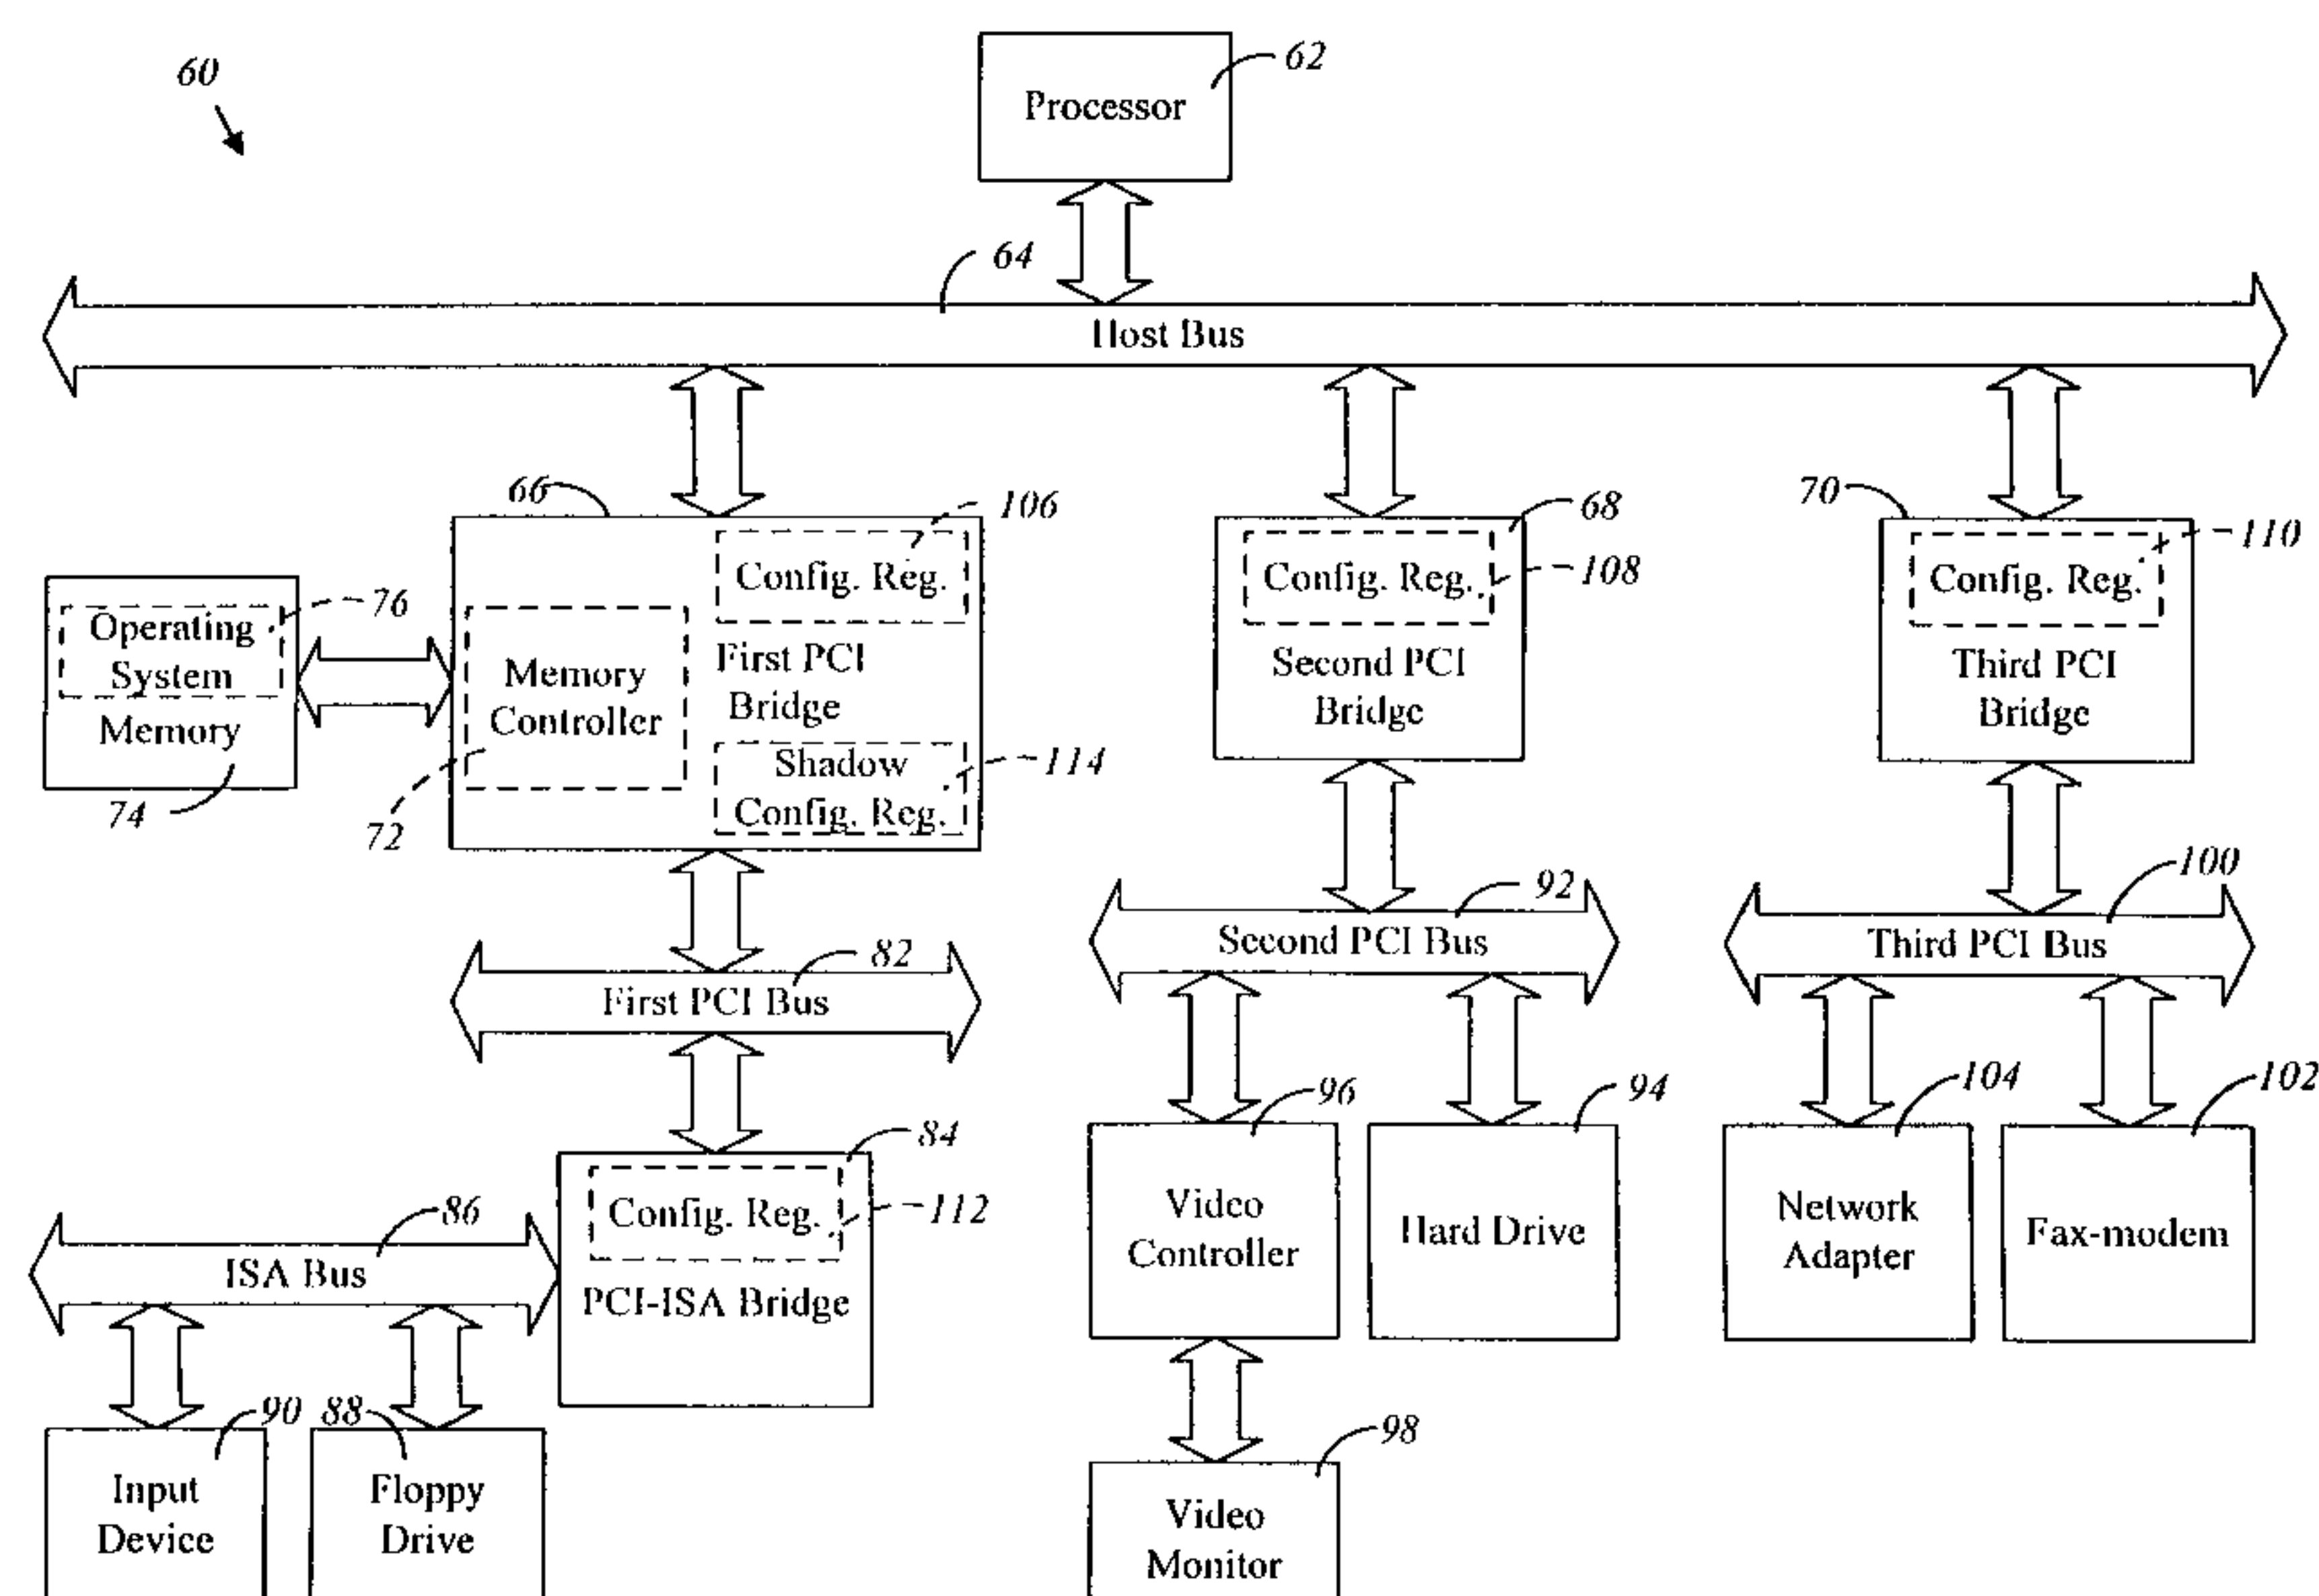 60
62
Processor
64
Host Bus
66
106
68
70
110
Config. Reg.
Config. Reg.
108
Config. Reg.
76
Operating
System
Memory
74
Memory
Controller
72
First PCI
Bridge
Shadow
Config. Reg.
114
Second PCI
Bridge
Third PCI
Bridge
82
First PCI Bus
92
Second PCI Bus
100
Third PCI Bus
84
Config. Reg.
112
PCI-ISA Bridge
86
ISA Bus
96
Video
Controller
94
Hard Drive
104
Network
Adapter
102
Fax-modem
90
Input
Device
88
Floppy
Drive
98
Video
Monitor